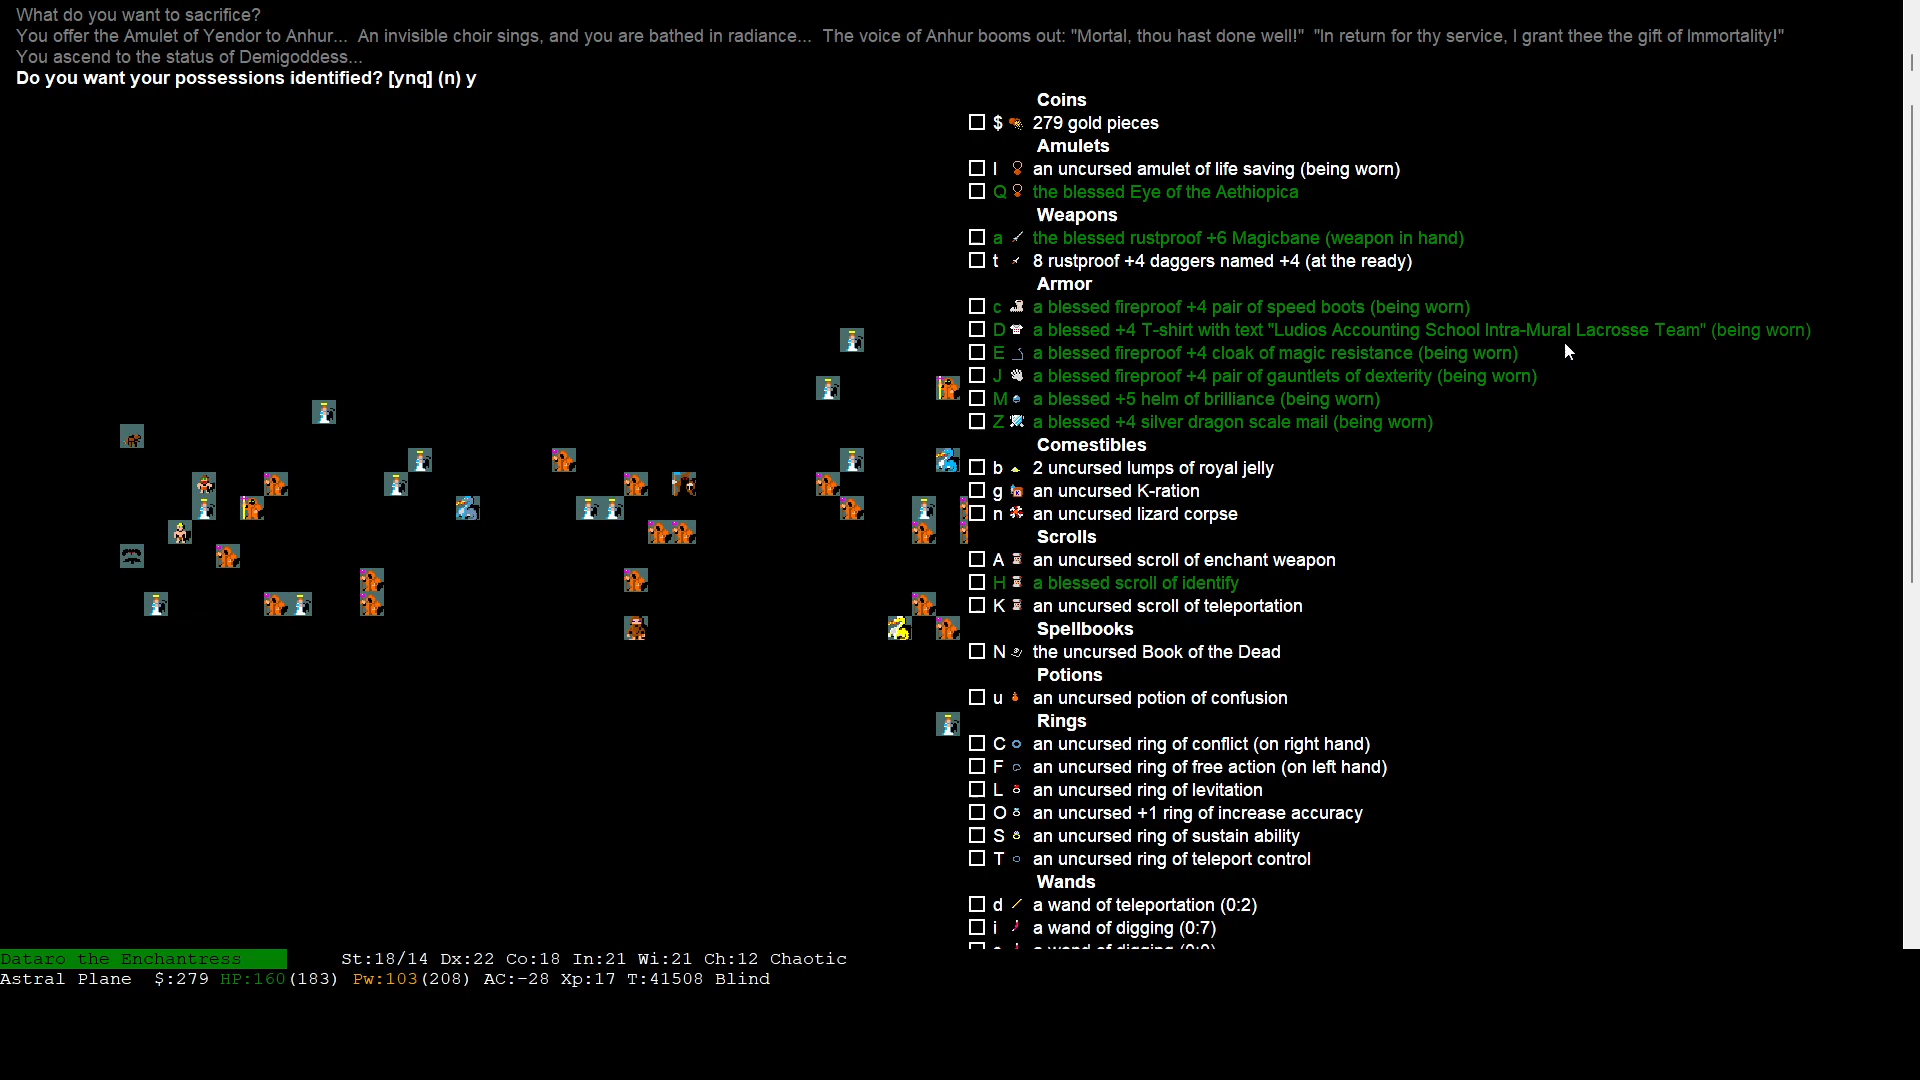 What do you want to sacrifice?
You offer the Amulet of Yendor to Anhur... An invisible choir sings, and you are bathed in radiance... The voice of Anhur booms out: "Mortal, thou hast done well!" "In return for thy service, I grant thee the gift of Immortality!"
You ascend to the status of Demigoddess...
Do you want your possessions identified? [ynq] (n) y
Coins
$ 279 gold pieces
Amulets
I an uncursed amulet of life saving (being worn)
Q the blessed Eye of the Aethiopica
Weapons
a the blessed rustproof +6 Magicbane (weapon in hand)
t 8 rustproof +4 daggers named +4 (at the ready)
Armor
c a blessed fireproof +4 pair of speed boots (being worn)
D a blessed +4 T-shirt with text "Ludios Accounting School Intra-Mural Lacrosse Team" (being worn)
E a blessed fireproof +4 cloak of magic resistance (being worn)
J a blessed fireproof +4 pair of gauntlets of dexterity (being worn)
M a blessed +5 helm of brilliance (being worn)
Z a blessed +4 silver dragon scale mail (being worn)
Comestibles
b 2 uncursed lumps of royal jelly
g an uncursed K-ration
n an uncursed lizard corpse
Scrolls
A an uncursed scroll of enchant weapon
H a blessed scroll of identify
K an uncursed scroll of teleportation
Spellbooks
N the uncursed Book of the Dead
Potions
u an uncursed potion of confusion
Rings
C an uncursed ring of conflict (on right hand)
F an uncursed ring of free action (on left hand)
L an uncursed ring of levitation
O an uncursed +1 ring of increase accuracy
S an uncursed ring of sustain ability
T an uncursed ring of teleport control
Wands
d a wand of teleportation (0:2)
i a wand of digging (0:7)
a wand of digging
Dataro the Enchantress St:18/14 Dx:22 Co:18 In:21 Wi:21 Ch:12 Chaotic
Astral Plane $:279 HP:160(183) Pw:103(208) AC:-28 Xp:17 T:41508 Blind